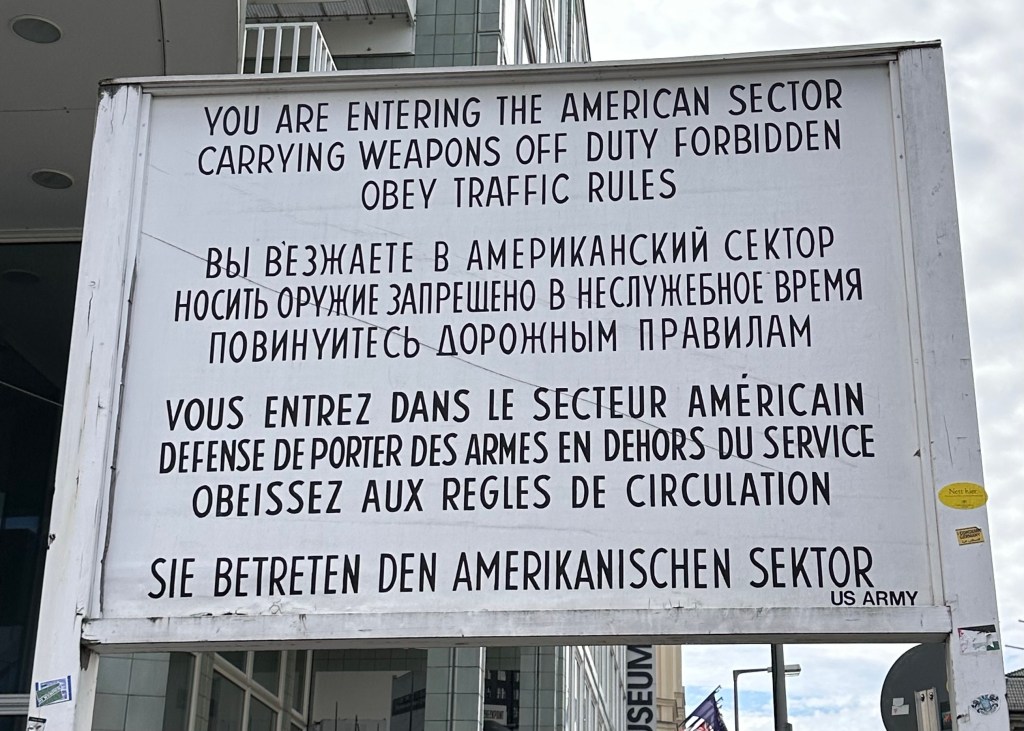 YOU ARE ENTERING THE AMERICAN SECTOR
CARRYING WEAPONS OFF DUTY FORBIDDEN
OBEY TRAFFIC RULES
ВЫ В'ЕЗЖАЕТЕ В АМЕРИКАНСКИЙ СЕКТОР
НОСИТЬ ОРУЖИЕ ЗАПРЕЩЕНО В НЕСЛУЖЕБНОЕ ВРЕМЯ
ПОВИНУИТЕСЬ ДОРОЖНЫМ ПРАВИЛАМ
VOUS ENTREZ DANS LE SECTEUR AMÉRICAIN
DEFENSE DE PORTER DES ARMES EN DEHORS DU SERVICE
OBEISSEZ AUX REGLES DE CIRCULATION
SIE BETRETEN DEN AMERIKANISCHEN SEKTOR
US ARMY
USEUM